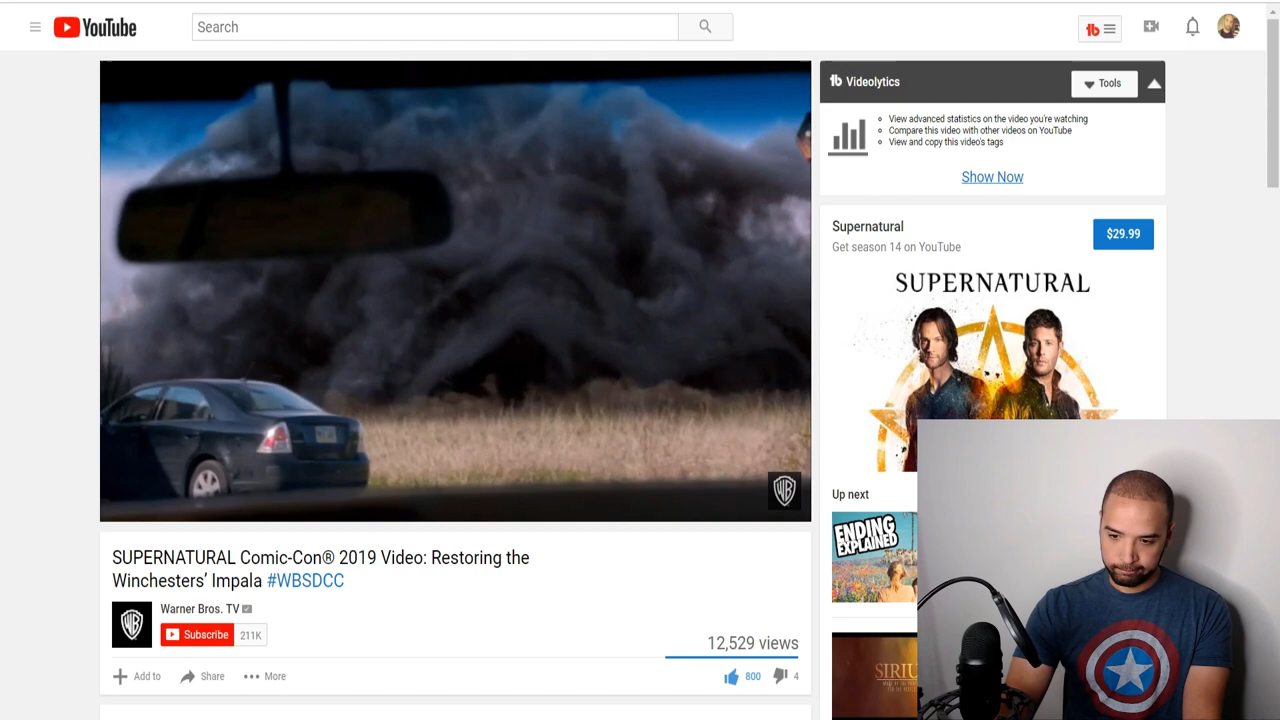 YouTube
Search
Videolytics
Tools
View advanced statistics on the video you're watching
Compare this video with other videos on YouTube
View and copy this video's tags
Show Now
Supernatural
$29.99
Get season 14 on YouTube
SUPERNATURAL
Up next
ENDING
EXPLAINED
SIRIU
SUPERNATURAL Comic-Con® 2019 Video: Restoring the
Winchesters’ Impala #WBSDCC
Warner Bros. TV
Subscribe 211K
12,529 views
Add to
Share
More
800
4